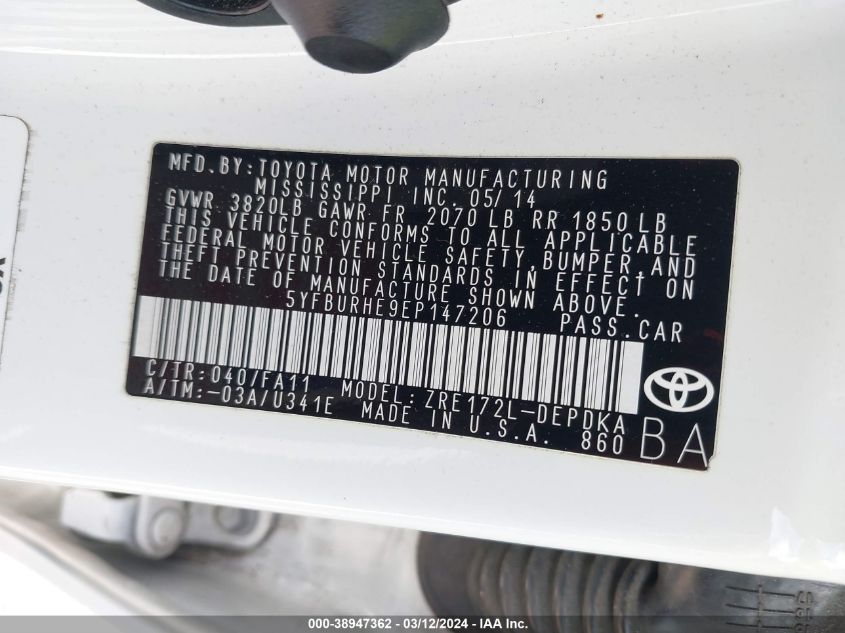 MFD. BY: TOYOTA MOTOR MANUFACTURING
MISSISSIPPI INC. 05/14
GVWR 3820LB GAWR FR 2070 LB RR 1850 LB
THIS VEHICLE CONFORMS TO ALL APPLICABLE
FEDERAL MOTOR VEHICLE SAFETY, BUMPER, AND
THEFT PREVENTION STANDARDS IN EFFECT ON
THE DATE OF MANUFACTURE SHOWN ABOVE.
5YFBURHE9EP147206 PASS. CAR
C/TR: 040/FA11 MODEL: ZRE172L-DEPDKA
A/TM: -03A/U341E MADE IN U.S.A. 860
BA
000-38947362 - 03/12/2024 - IAA Inc.